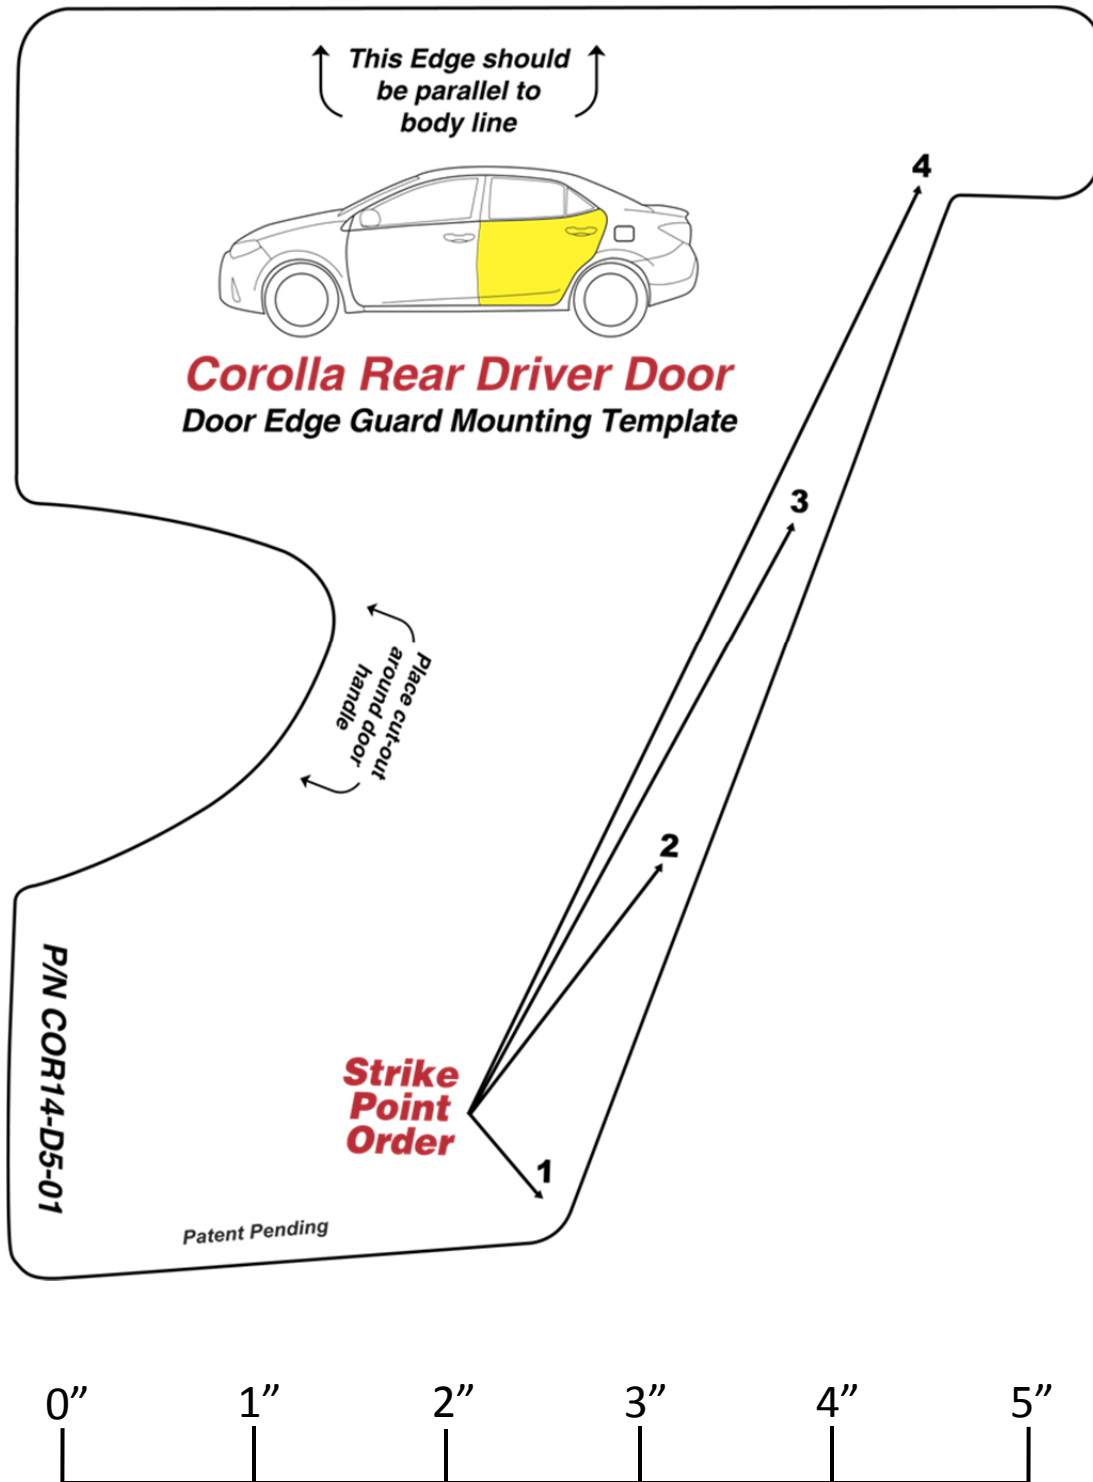 This Edge should
be parallel to
body line
4
Corolla Rear Driver Door
Door Edge Guard Mounting Template
3
Place cut-out
around door
handle
2
P/N COR14-D5-01
Strike
Point
Order
1
Patent Pending
0” 1” 2” 3” 4” 5”